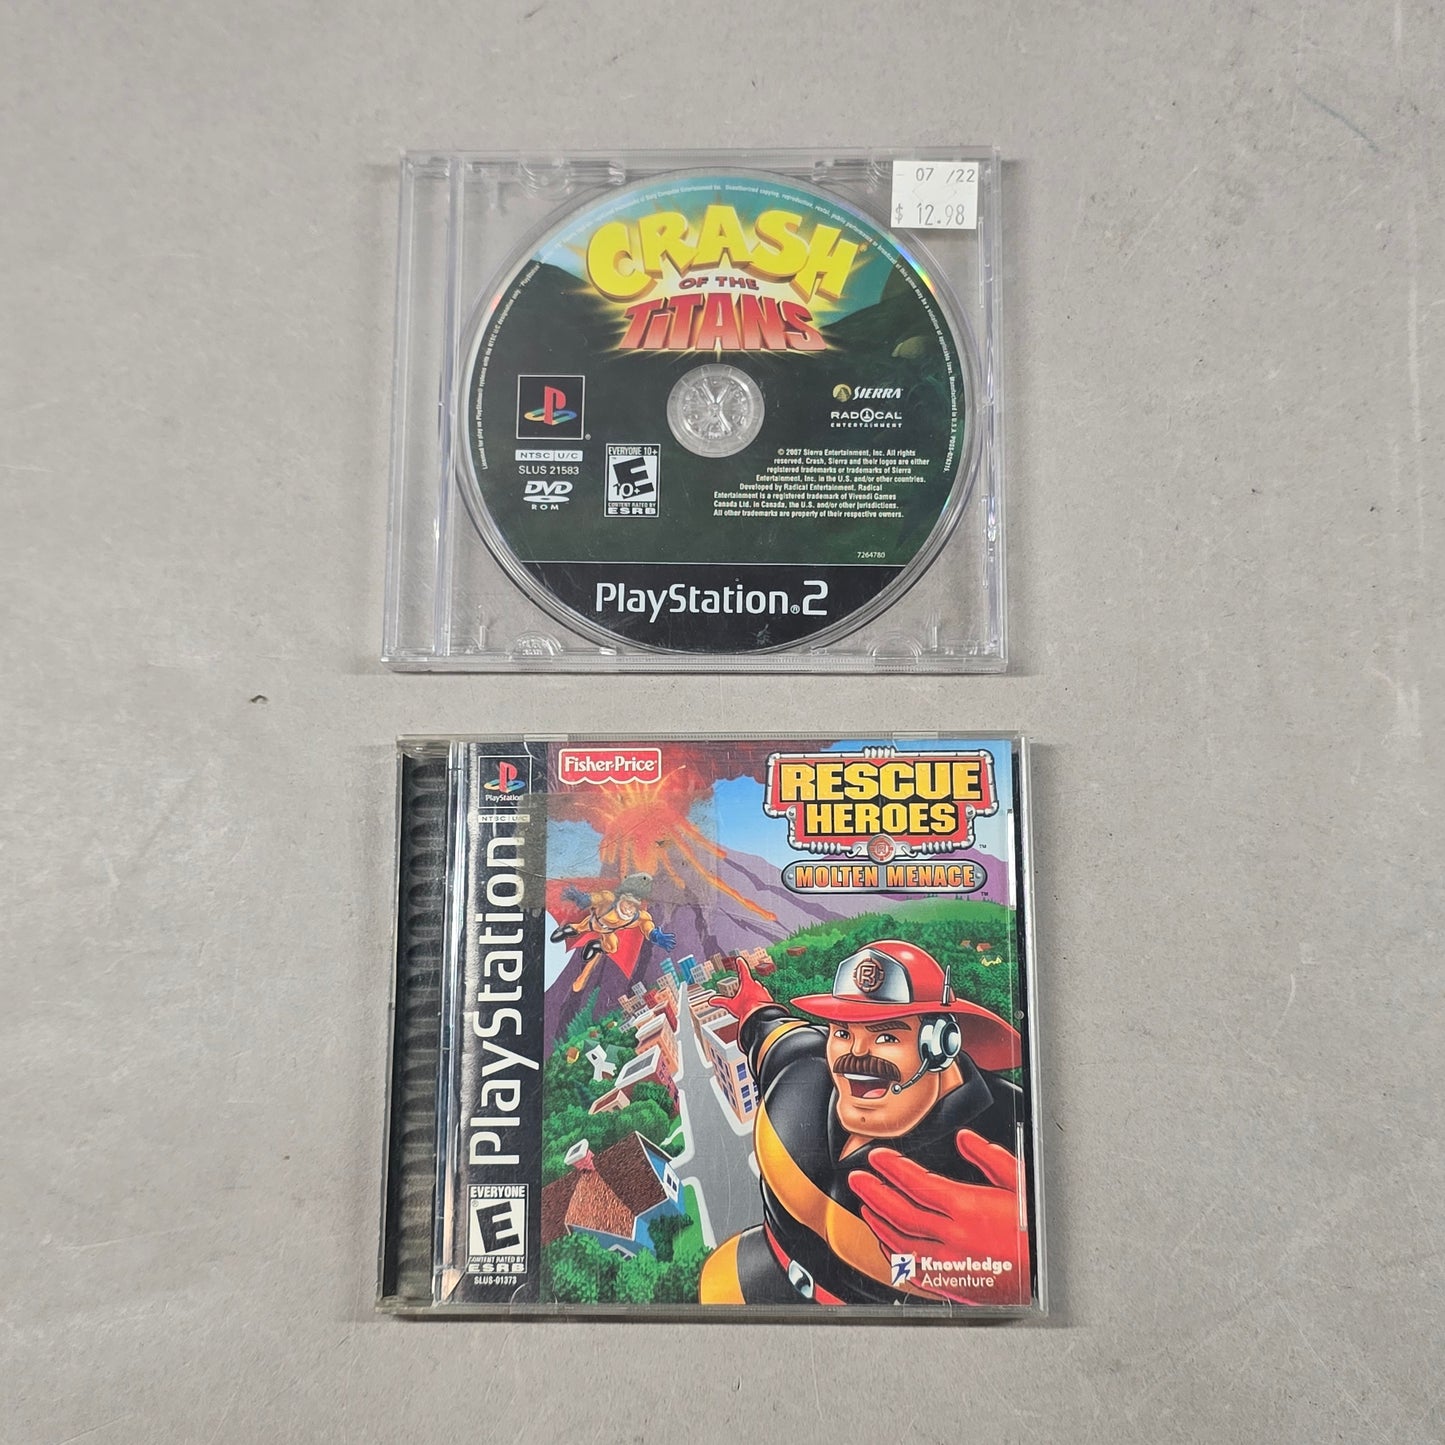 07 /22
$ 12.98
CRASH
OF THE
TITANS
SIERRA
RADICAL
ENTERTAINMENT
NTSC U/C
SLUS 21583
DVD
ROM
EVERYONE 10+
E
10+
CONTENT RATED BY
ESRB
© 2007 Sierra Entertainment, Inc. All rights
reserved. Crash, Sierra and their logos are either
registered trademarks or trademarks of Sierra
Entertainment, Inc. in the U.S. and/or other countries.
Developed by Radical Entertainment. Radical
Entertainment is a registered trademark of Vivendi Games
Canada Ltd. in Canada, the U.S. and/or other jurisdictions.
All other trademarks are property of their respective owners.
7264780
PlayStation®2
PlayStation
NTSC U/C
PlayStation
Fisher-Price
RESCUE
HEROES™
MOLTEN MENACE™
EVERYONE
E
CONTENT RATED BY
ESRB
SLUS-01373
Knowledge
Adventure®